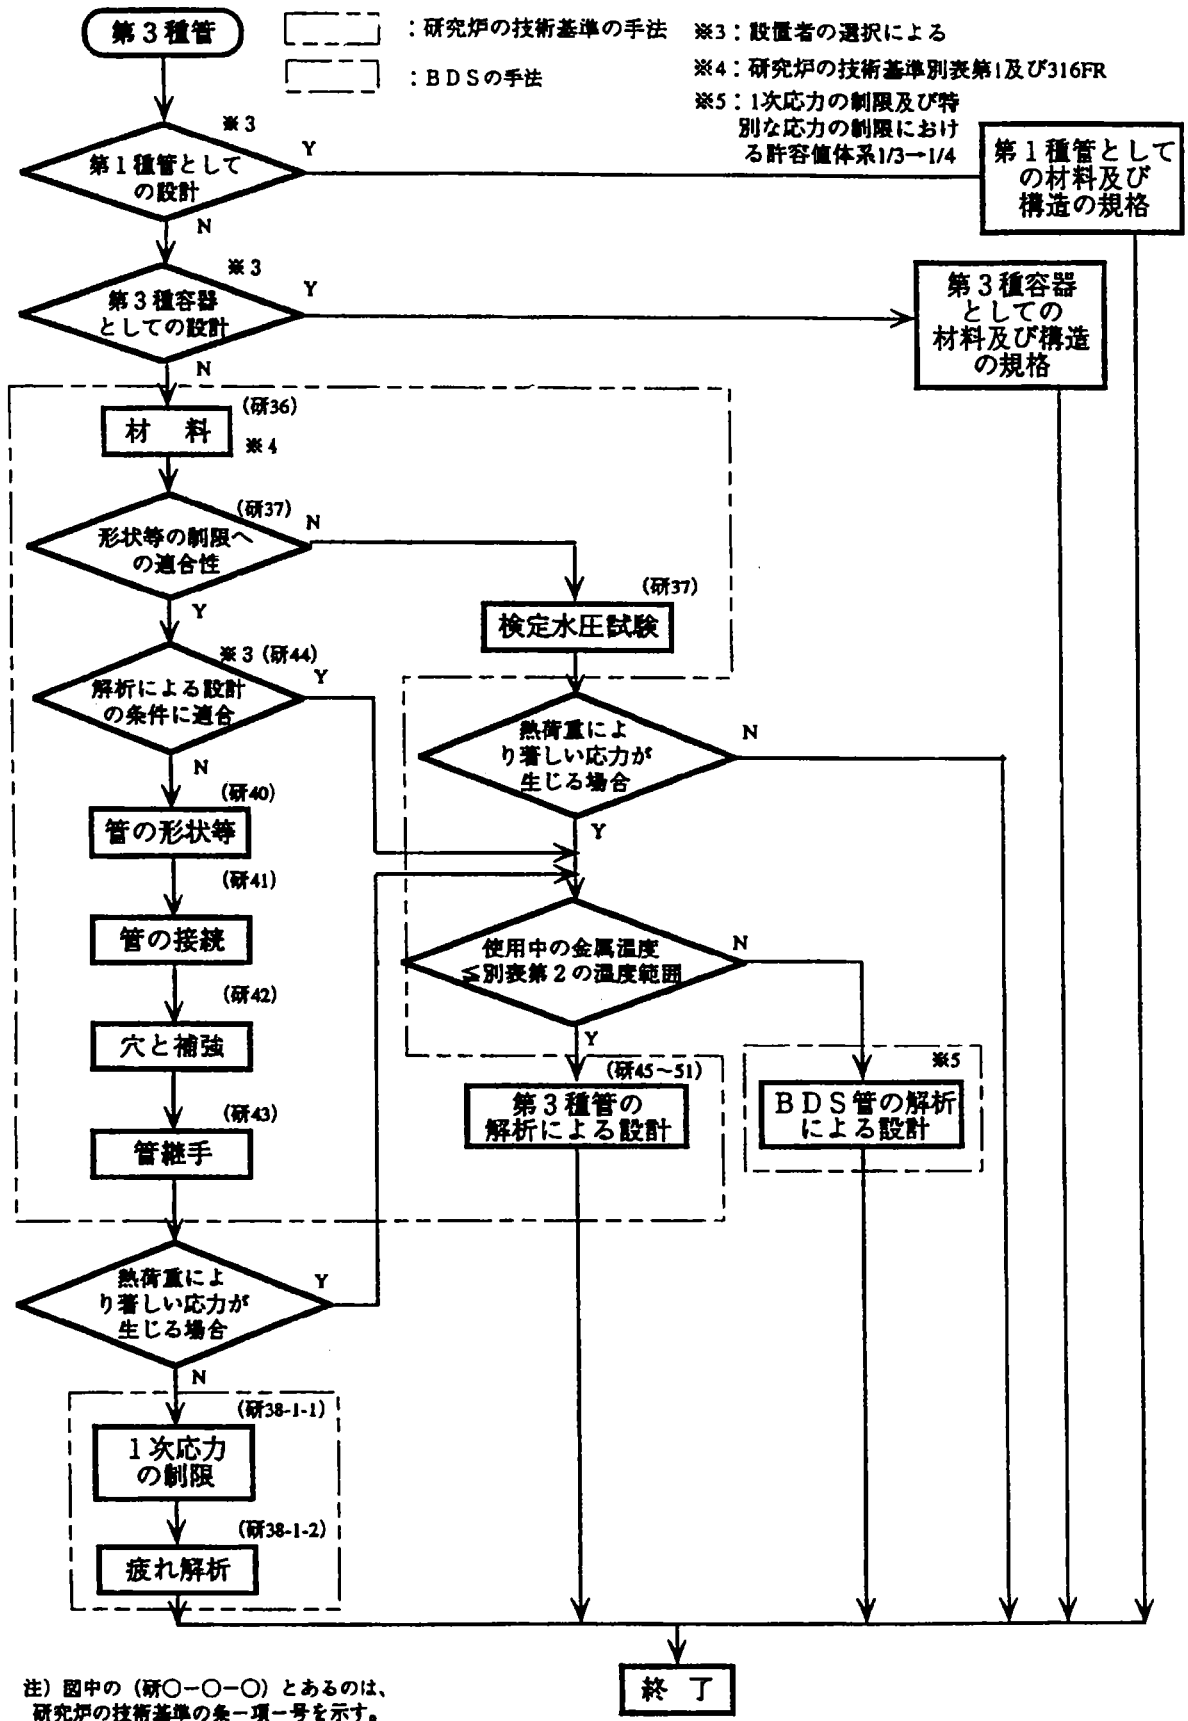 第3種管
：研究炉の技術基準の手法
：BDSの手法
※3：設置者の選択による
※4：研究炉の技術基準別表第1及び316FR
※5：1次応力の制限及び特
別な応力の制限におけ
る許容値体系1/3→1/4
※3
第1種管として
の設計
Y
N
第1種管として
の材料及び
構造の規格
※3
第3種容器
としての設計
Y
N
第3種容器
としての
材料及び構造
の規格
(研36)
材 料
※4
(研37)
形状等の制限へ
の適合性
N
Y
(研37)
検定水圧試験
※3(研44)
解析による設計
の条件に適合
Y
N
熱荷重によ
り著しい応力が
生じる場合
N
Y
(研40)
管の形状等
(研41)
管の接続
(研42)
穴と補強
(研43)
管継手
使用中の金属温度
≦別表第2の温度範囲
N
Y
(研45～51)
第3種管の
解析による設計
※5
BDS管の解析
による設計
熱荷重によ
り著しい応力が
生じる場合
Y
N
(研38-1-1)
1次応力
の制限
(研38-1-2)
疲れ解析
終 了
注）図中の（研○−○−○）とあるのは、
研究炉の技術基準の条−項−号を示す。